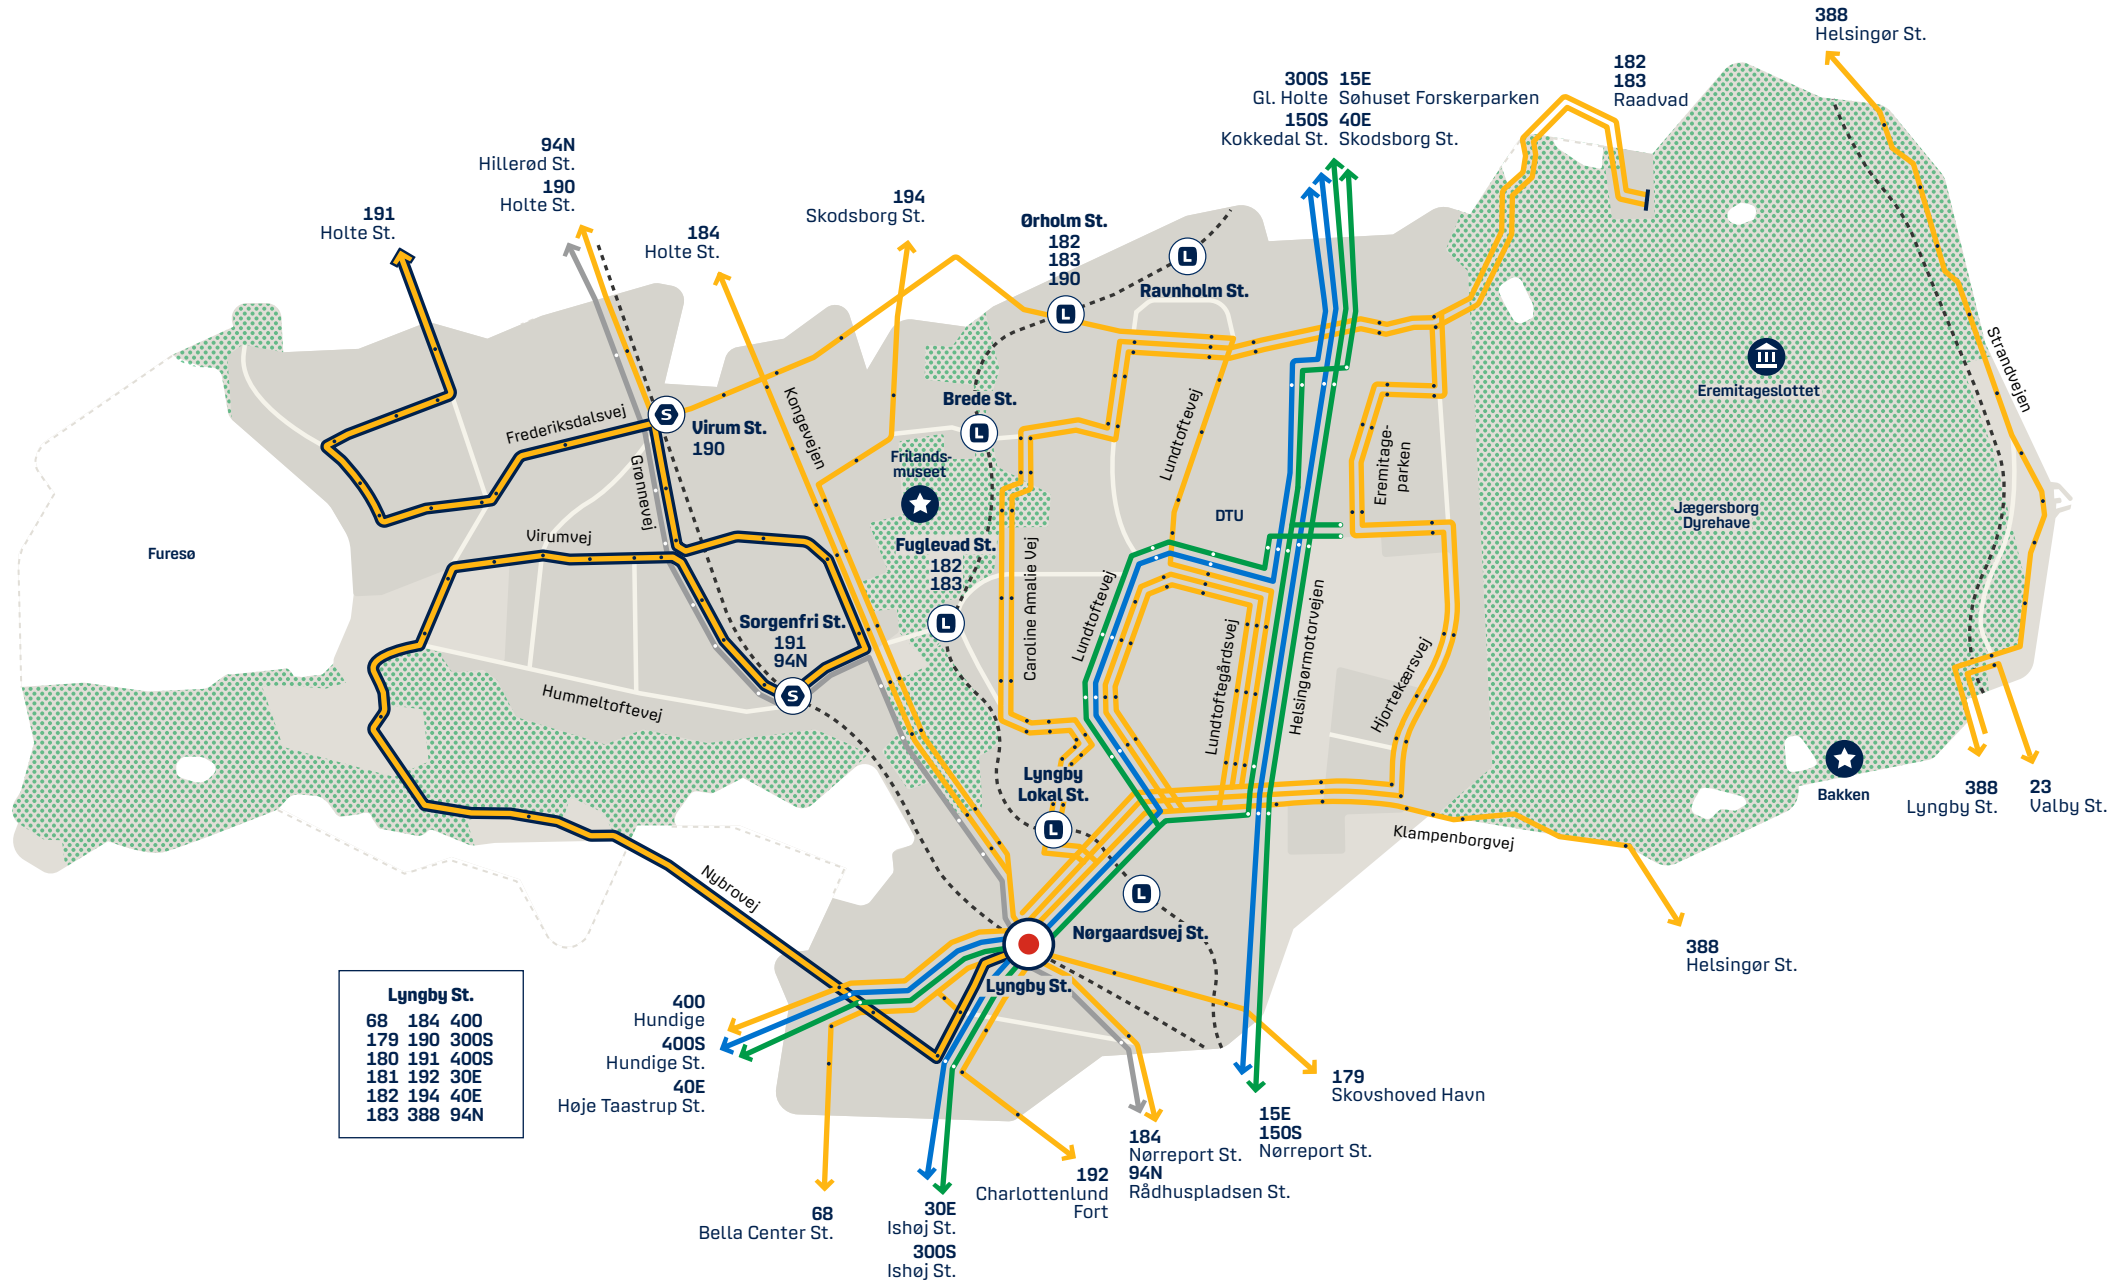 388
Helsingør St.
182
183
Raadvad
300S 15E
Gl. Holte Søhuset Forskerparken
150S 40E
Kokkedal St. Skodsborg St.
94N
Hillerød St.
190
Holte St.
191
Holte St.
184
Holte St.
194
Skodsborg St.
Ørholm St.
182
183
190
Ravnholm St.
Strandvejen
Eremitageslottet
Brede St.
Kongevejen
Frederiksdalsvej
Virum St.
190
Lundtoftevej
Eremitage-
parken
Frilands-
museet
Grønnevej
DTU
Jægersborg
Dyrehave
Virumvej
Furesø
Fuglevad St.
182
183
Caroline Amalie Vej
Lundtoftevej
Helsingørmotorvejen
Sorgenfri St.
191
94N
Lundtoftegårdsvej
Hjortekærsvej
Hummeltoftevej
Lyngby
Lokal St.
388
Lyngby St.
23
Valby St.
Bakken
Klampenborgvej
Nybrovej
Nørgaardsvej St.
388
Helsingør St.
Lyngby St.
Lyngby St.
68 184 400
179 190 300S
180 191 400S
181 192 30E
182 194 40E
183 388 94N
400
Hundige
400S
Hundige St.
40E
Høje Taastrup St.
179
Skovshoved Havn
15E
150S
Nørreport St.
184
Nørreport St.
94N
Rådhuspladsen St.
192
Charlottenlund
Fort
68
Bella Center St.
30E
Ishøj St.
300S
Ishøj St.
S
S
L
L
L
L
L
L